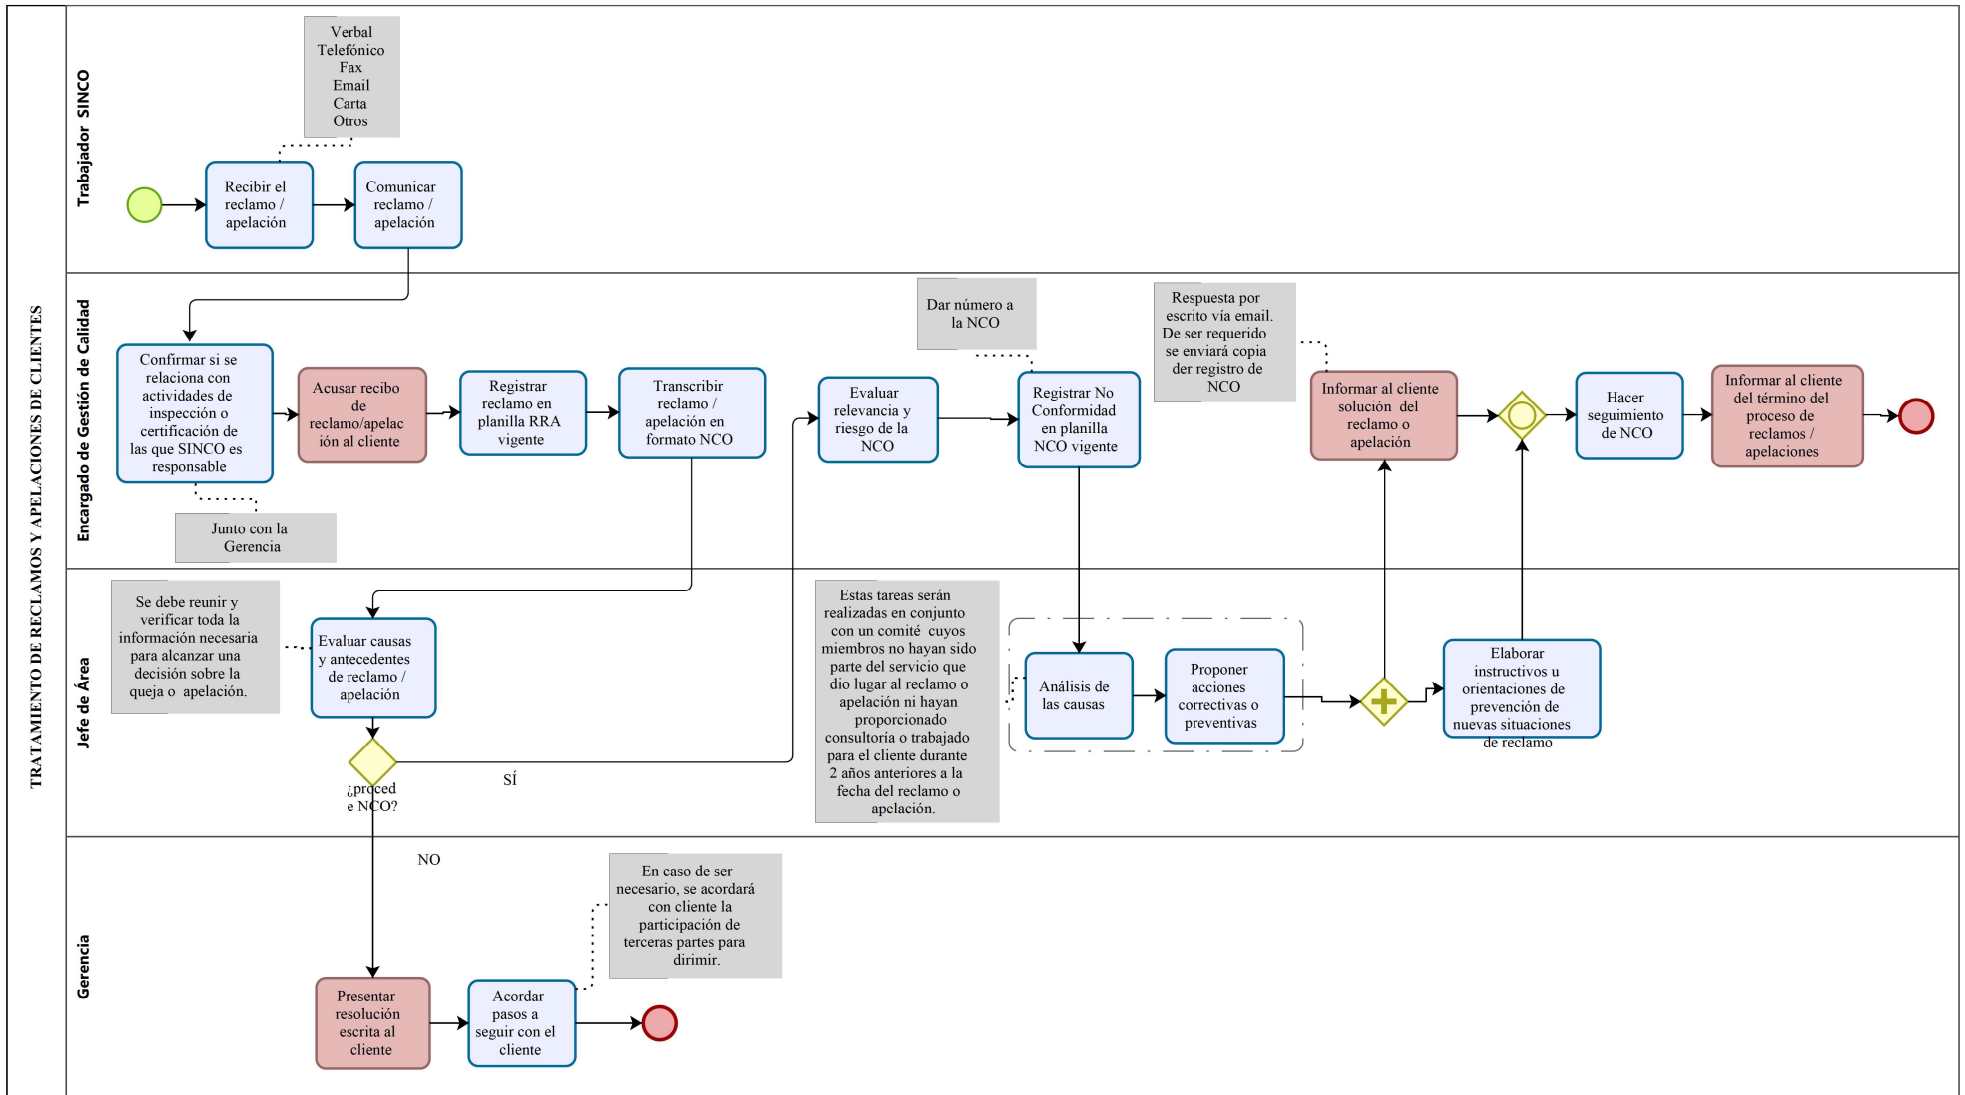 TRATAMIENTO DE RECLAMOS Y APELACIONES DE CLIENTES
Trabajador SINCO
Verbal
Telefónico
Fax
Email
Carta
Otros
Recibir el
reclamo /
apelación
Comunicar
reclamo /
apelación
Encargado de Gestión de Calidad
Confirmar si se
relaciona con
actividades de
inspección o
certificación de
las que SINCO es
responsable
Junto con la
Gerencia
Acusar recibo
de
reclamo/apelac
ión al cliente
Registrar
reclamo en
planilla RRA
vigente
Transcribir
reclamo /
apelación en
formato NCO
Evaluar
relevancia y
riesgo de la
NCO
Dar número a
la NCO
Registrar No
Conformidad
en planilla
NCO vigente
Respuesta por
escrito vía email.
De ser requerido
se enviará copia
der registro de
NCO
Informar al cliente
solución del
reclamo o
apelación
Hacer
seguimiento
de NCO
Informar al cliente
del término del
proceso de
reclamos /
apelaciones
Jefe de Área
Se debe reunir y
verificar toda la
información necesaria
para alcanzar una
decisión sobre la
queja o apelación.
Evaluar causas
y antecedentes
de reclamo /
apelación
¿proced
e NCO?
SÍ
Estas tareas serán
realizadas en conjunto
con un comité cuyos
miembros no hayan sido
parte del servicio que
dio lugar al reclamo o
apelación ni hayan
proporcionado
consultoría o trabajado
para el cliente durante
2 años anteriores a la
fecha del reclamo o
apelación.
Análisis de
las causas
Proponer
acciones
correctivas o
preventivas
Elaborar
instructivos u
orientaciones de
prevención de
nuevas situaciones
de reclamo
Gerencia
NO
En caso de ser
necesario, se acordará
con cliente la
participación de
terceras partes para
dirimir.
Presentar
resolución
escrita al
cliente
Acordar
pasos a
seguir con el
cliente